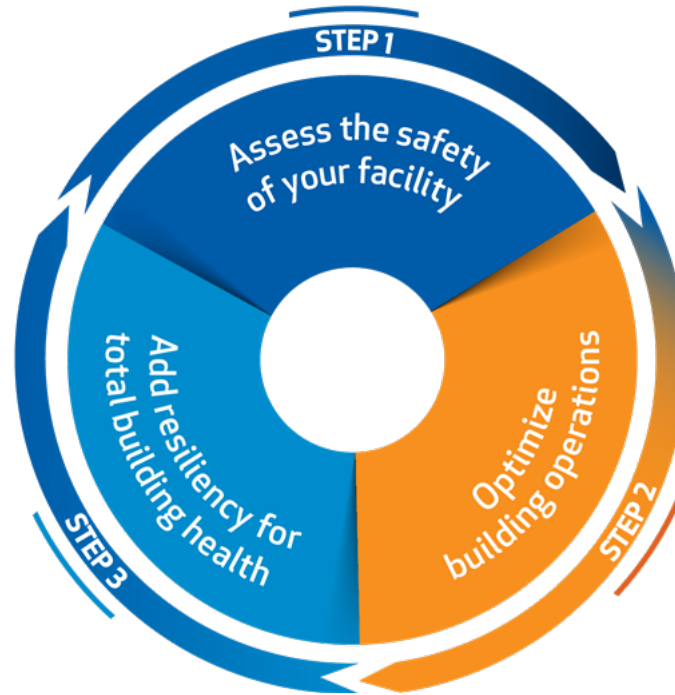 STEP 1
Assess the safety
of your facility
STEP 2
Optimize
building operations
STEP 3
Add resiliency for
total building health